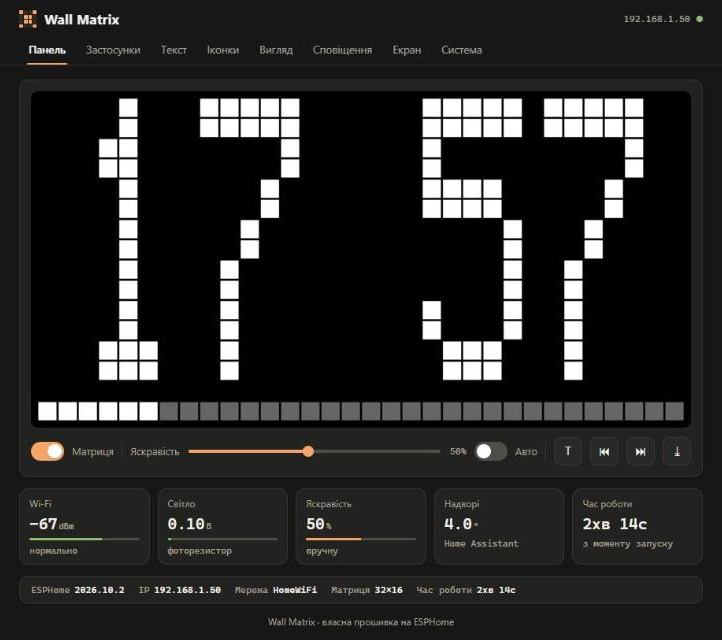 Wall Matrix
192.168.1.50
Панель Застосунки Текст Іконки Вигляд Сповіщення Екран Система
17 57
Матриця Яскравість 50% Авто T
Wi-Fi
−67 dBm
нормально
Світло
0.10 В
фоторезистор
Яскравість
50 %
вручну
Надворі
4.0 °
Home Assistant
Час роботи
2хв 14с
з моменту запуску
ESPHome 2026.10.2 IP 192.168.1.50 Мережа HomeWiFi Матриця 32×16 Час роботи 2хв 14с
Wall Matrix · власна прошивка на ESPHome